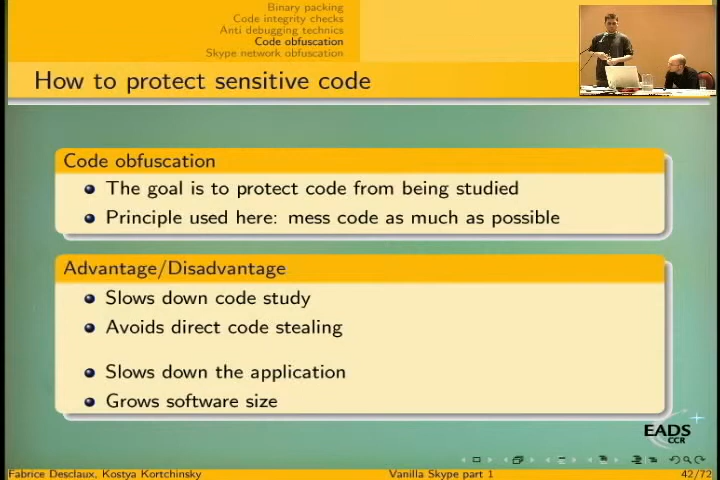 Binary packing
Code integrity checks
Anti debugging technics
Code obfuscation
Skype network obfuscation
How to protect sensitive code
Code obfuscation
The goal is to protect code from being studied
Principle used here: mess code as much as possible
Advantage/Disadvantage
Slows down code study
Avoids direct code stealing
Slows down the application
Grows software size
EADS
CCR
Fabrice Desclaux, Kostya Kortchinsky
Vanilla Skype part 1
42/72